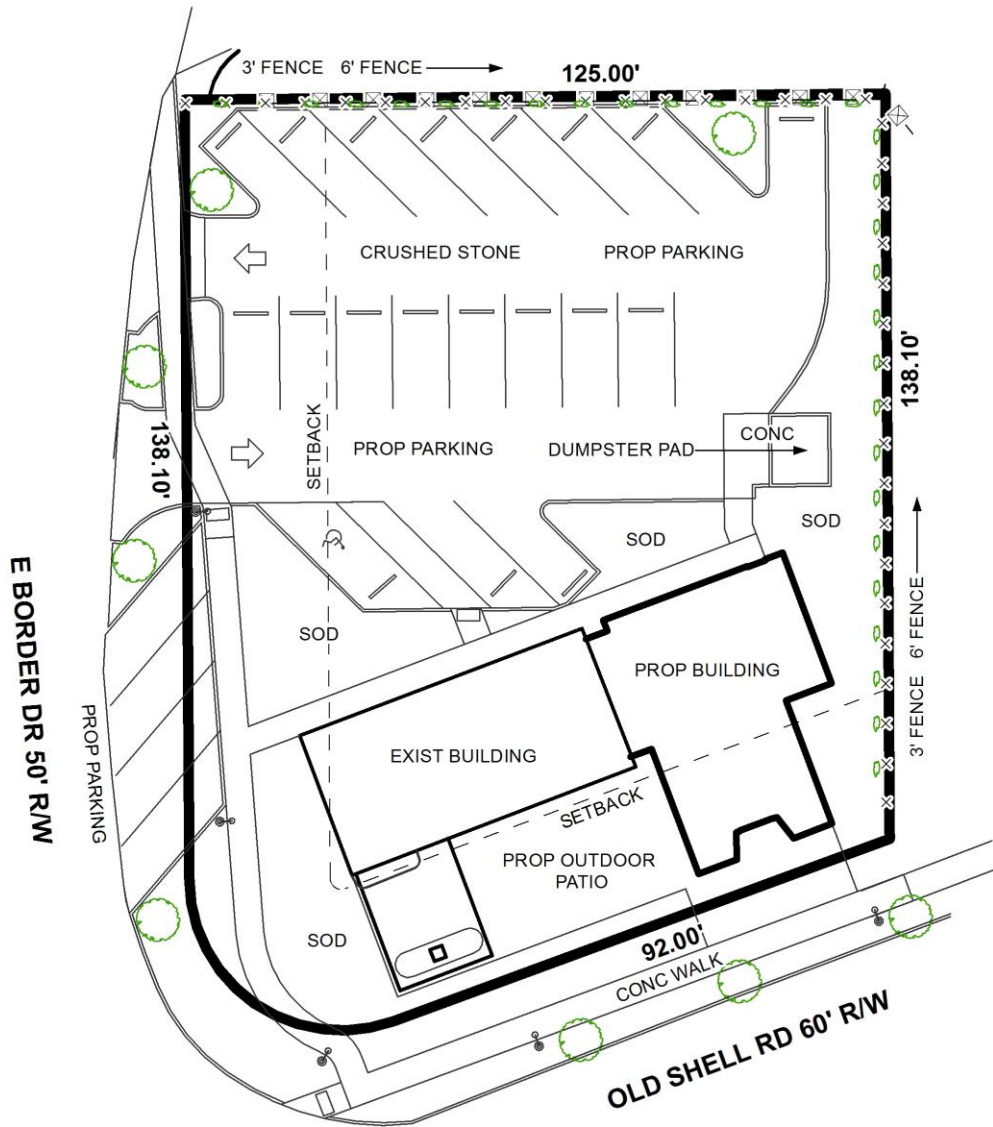 3' FENCE 6' FENCE
125.00'
CRUSHED STONE
PROP PARKING
138.10'
SETBACK
138.10'
PROP PARKING
DUMPSTER PAD
CONC
SOD
SOD
SOD
3' FENCE 6' FENCE
E BORDER DR 50' R/W
PROP PARKING
PROP BUILDING
EXIST BUILDING
SETBACK
PROP OUTDOOR
PATIO
SOD
92.00'
CONC WALK
OLD SHELL RD 60' R/W